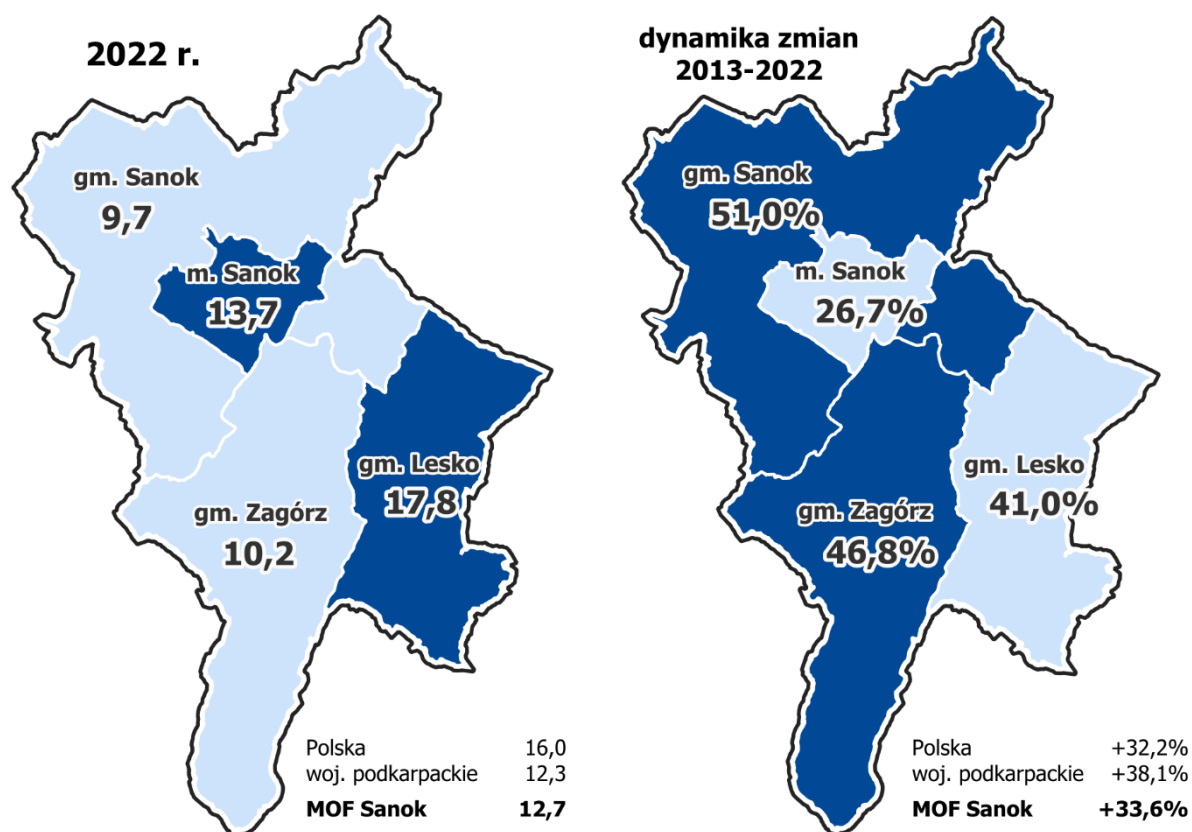 2022 r.
gm. Sanok
9,7
m. Sanok
13,7
gm. Lesko
17,8
gm. Zagórz
10,2
Polska 16,0
woj. podkarpackie 12,3
MOF Sanok 12,7
dynamika zmian
2013-2022
gm. Sanok
51,0%
m. Sanok
26,7%
gm. Lesko
41,0%
gm. Zagórz
46,8%
Polska +32,2%
woj. podkarpackie +38,1%
MOF Sanok +33,6%